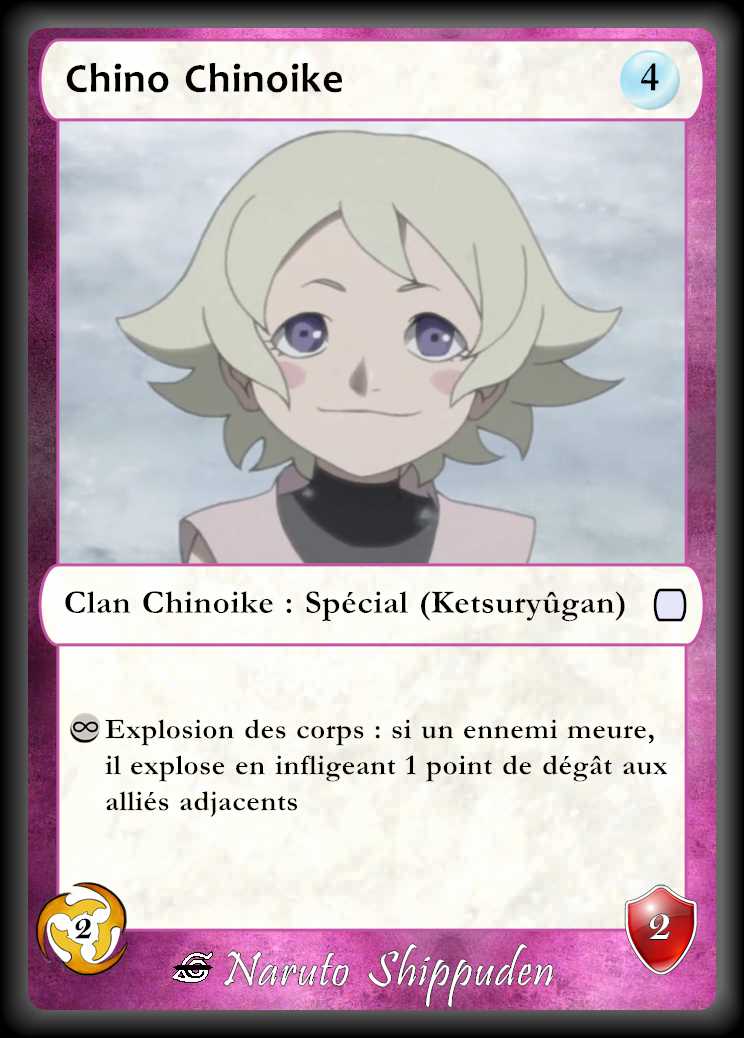 Chino Chinoike
4
Clan Chinoike : Spécial (Ketsuryûgan)
∞ Explosion des corps : si un ennemi meure,
il explose en infligeant 1 point de dégât aux
alliés adjacents
2
2
Naruto Shippuden